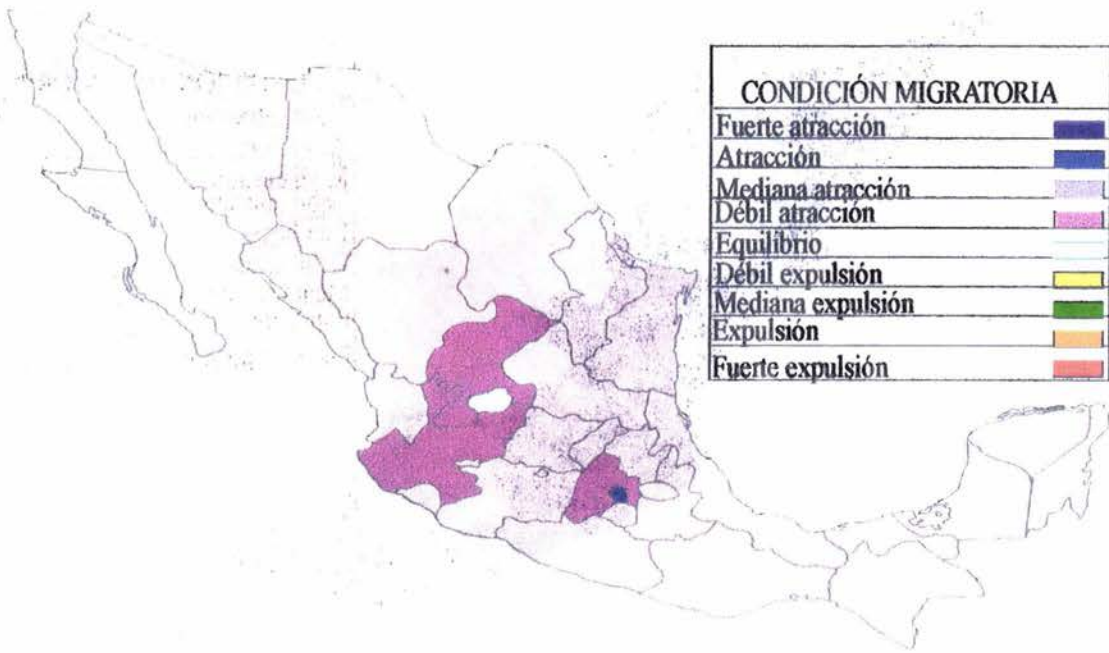 CONDICIÓN MIGRATORIA
Fuerte atracción
Atracción
Mediana atracción
Débil atracción
Equilibrio
Débil expulsión
Mediana expulsión
Expulsión
Fuerte expulsión